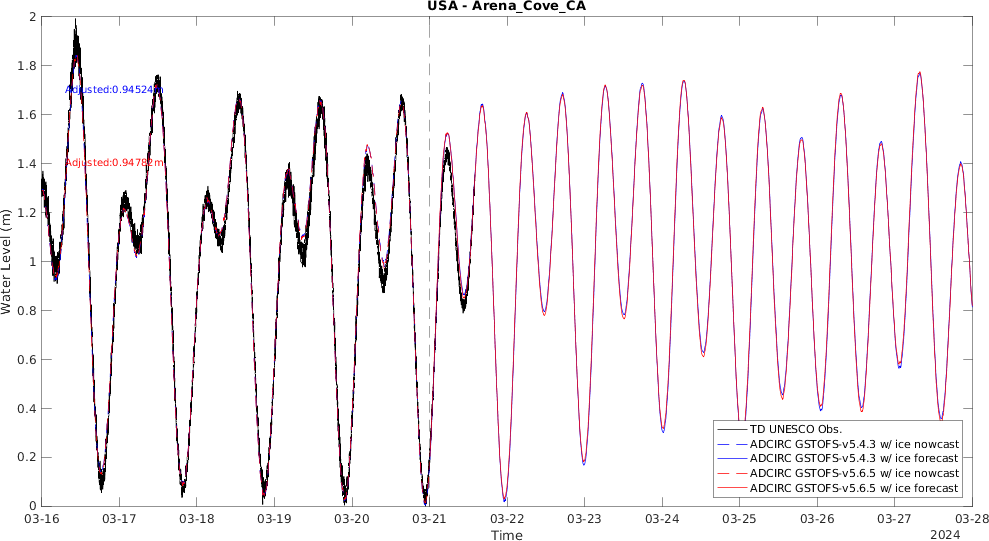 USA - Arena_Cove_CA
Water Level (m)
2
1.8
1.6
1.4
1.2
1
0.8
0.6
0.4
0.2
0
Adjusted:0.94524m
Adjusted:0.94782m
TD UNESCO Obs.
ADCIRC GSTOFS-v5.4.3 w/ ice nowcast
ADCIRC GSTOFS-v5.4.3 w/ ice forecast
ADCIRC GSTOFS-v5.6.5 w/ ice nowcast
ADCIRC GSTOFS-v5.6.5 w/ ice forecast
03-16 03-17 03-18 03-19 03-20 03-21 03-22 03-23 03-24 03-25 03-26 03-27 03-28
Time
2024